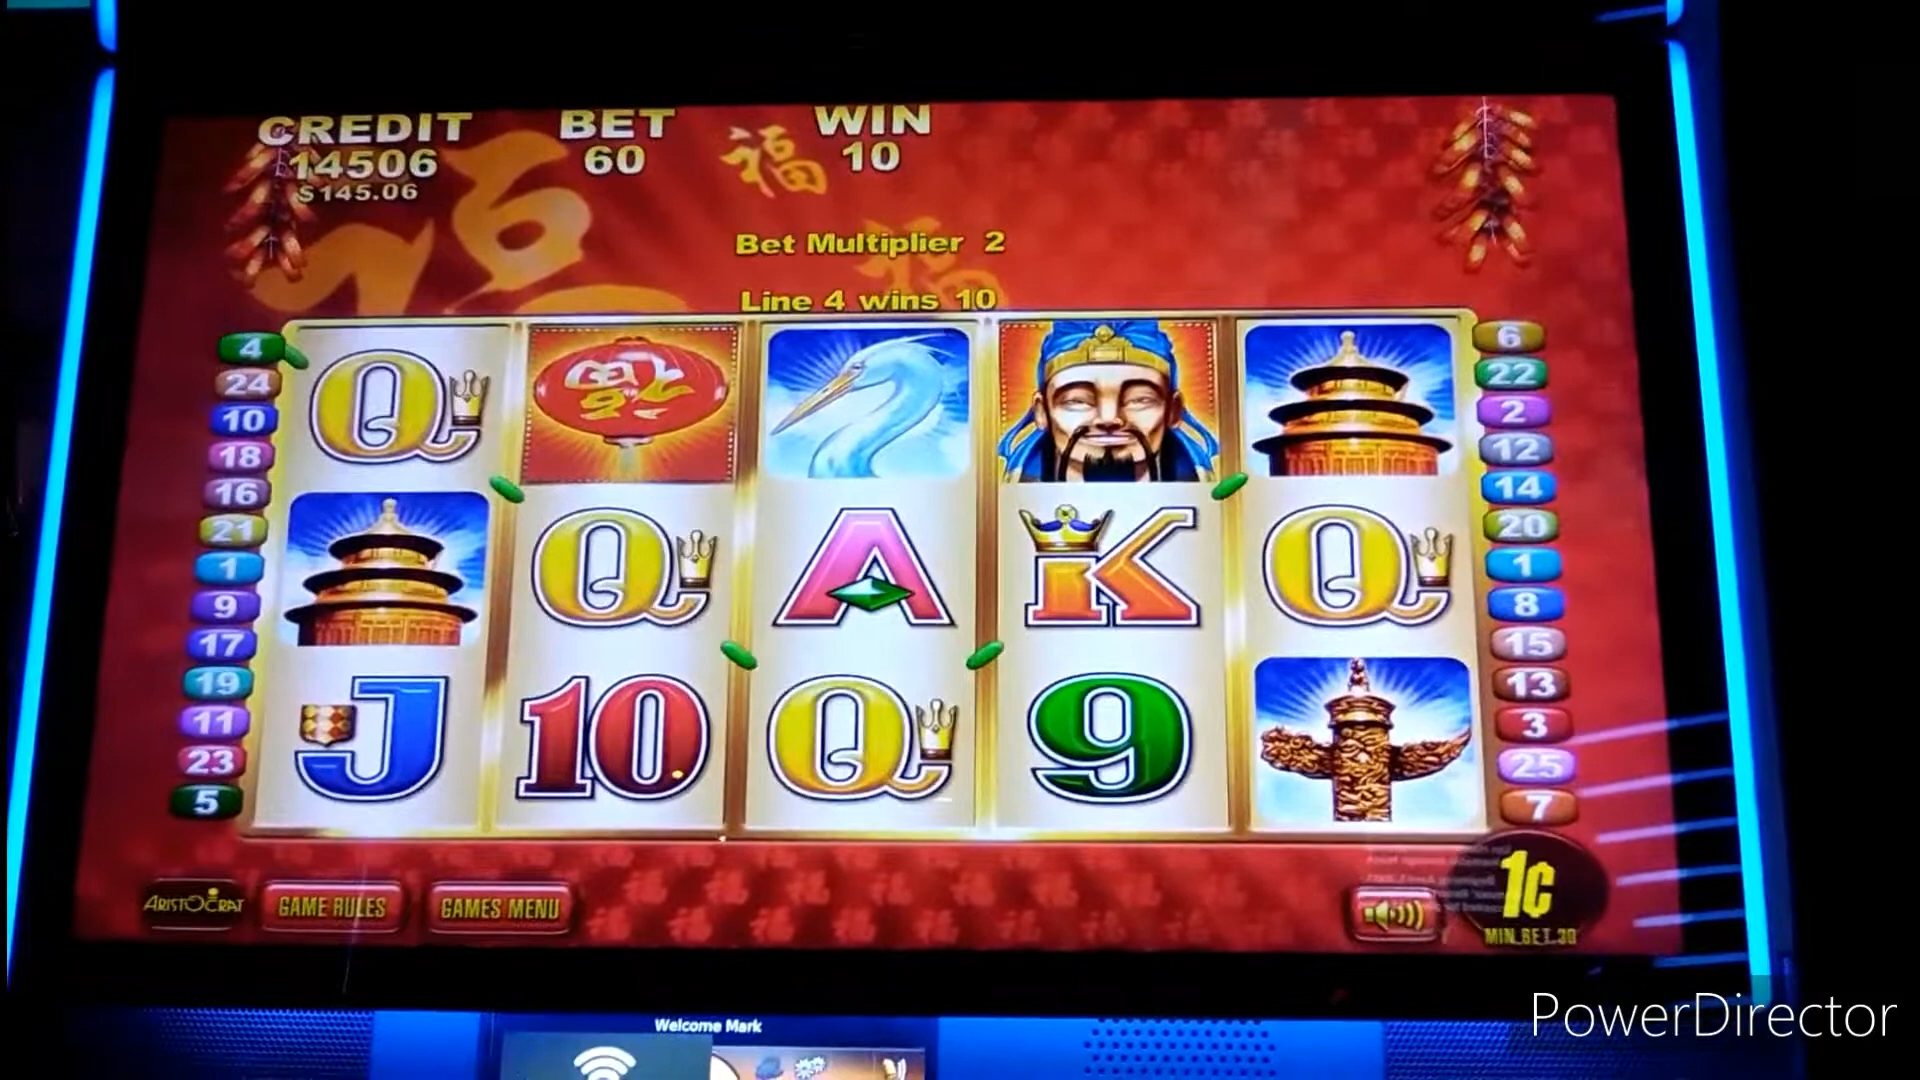 CREDIT BET WIN
14506 60 福 10
$145.06
Bet Multiplier 2
Line 4 wins 10
4 Q 6
24 22
10 2
18 12
16 14
21 20
1 Q A K Q 1
9 8
17 15
19 13
11 J 10 Q 9 3
23 25
5 7
ARISTOCRAT GAME RULES GAMES MENU 1¢
MIN BET 30
Welcome Mark
PowerDirector